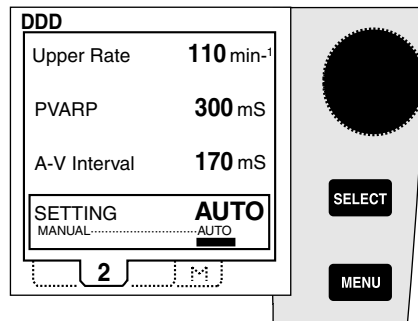 DDD
Upper Rate 110 min-¹
PVARP 300 mS
A-V Interval 170 mS
SETTING AUTO
MANUAL AUTO
2 M
SELECT
MENU